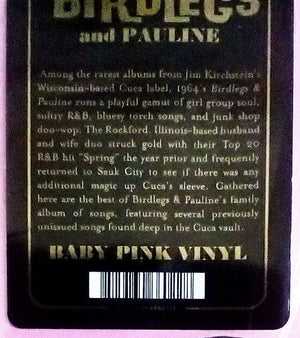 BIRDLEGS
and PAULINE
Among the rarest albums from Jim Kirchstein's
Wisconsin-based Cuca label, 1964's Birdlegs &
Pauline runs a playful gamut of girl group soul,
sultry R&B, bluesy torch songs, and junk shop
doo-wop. The Rockford, Illinois-based husband
and wife duo struck gold with their Top 20
R&B hit "Spring" the year prior and frequently
returned to Sauk City to see if there was any
additional magic up Cuca's sleeve. Gathered
here are the best of Birdlegs & Pauline's family
album of songs, featuring several previously
unissued songs found deep in the Cuca vault.
BABY PINK VINYL